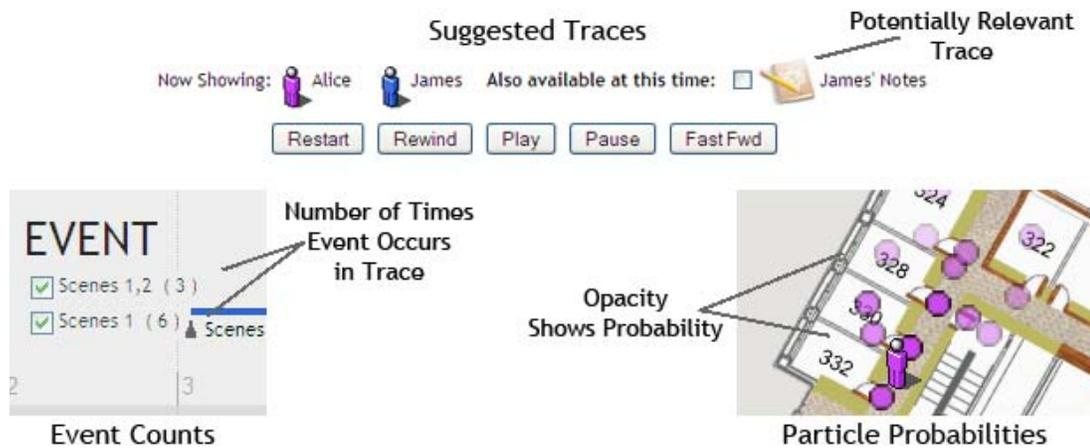 Suggested Traces
Potentially Relevant
Trace
Now Showing: Alice James Also available at this time: James' Notes
Restart Rewind Play Pause Fast Fwd
EVENT
Scenes 1,2 ( 3 )
Scenes 1 ( 6 ) Scenes
2 3
Number of Times
Event Occurs
in Trace
Event Counts
Opacity
Shows Probability
324
322
328
330
332
Particle Probabilities